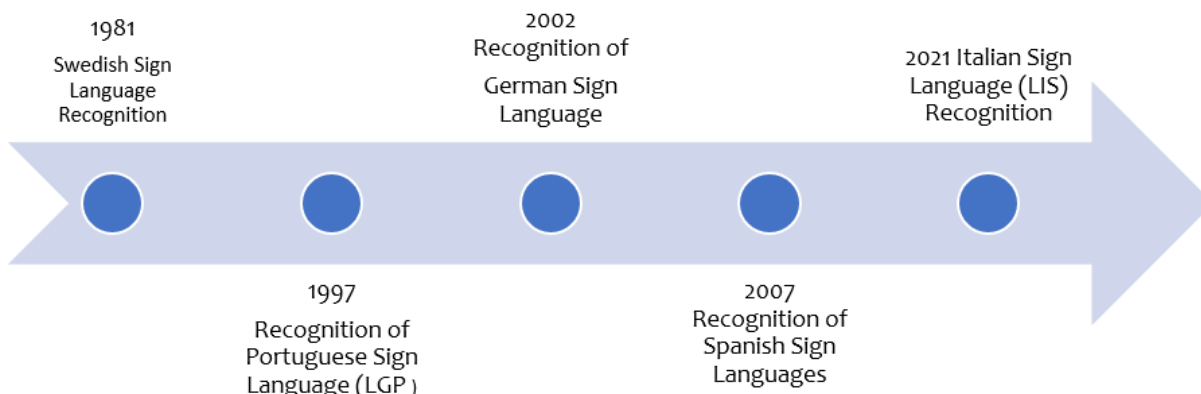 1981
Swedish Sign
Language
Recognition
1997
Recognition of
Portuguese Sign
Language (LGP )
2002
Recognition of
German Sign
Language
2007
Recognition of
Spanish Sign
Languages
2021 Italian Sign
Language (LIS)
Recognition